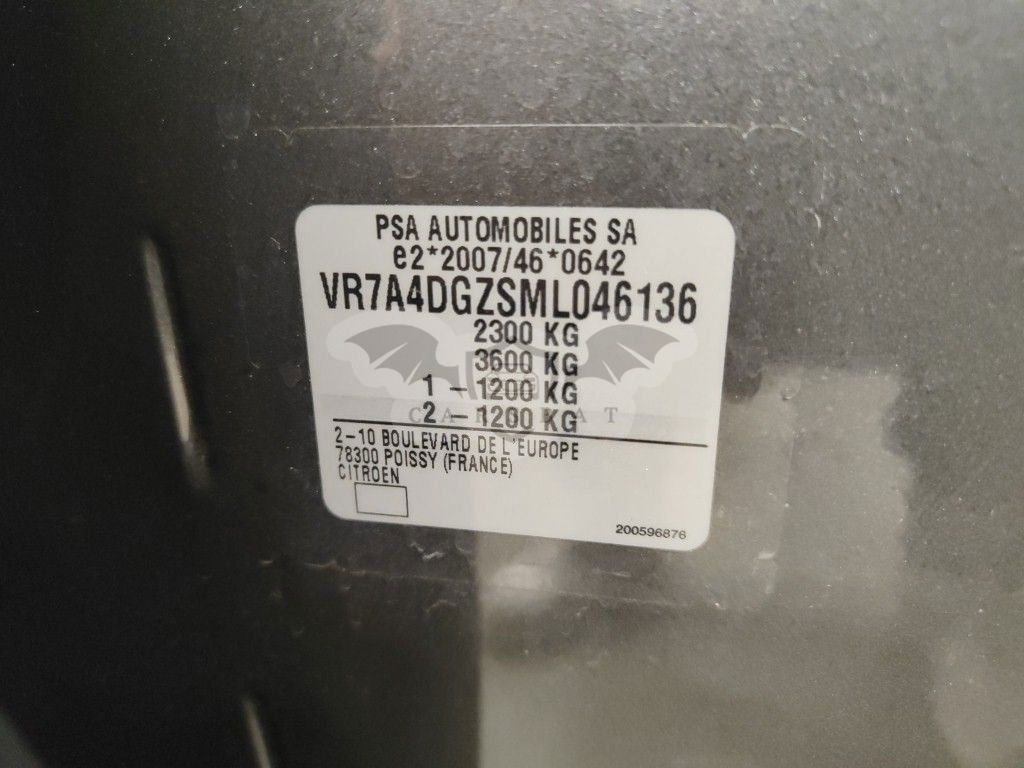 PSA AUTOMOBILES SA
e2*2007/46*0642
VR7A4DGZSML046136
2300 KG
3600 KG
1 - 1200 KG
2 - 1200 KG
2-10 BOULEVARD DE L'EUROPE
78300 POISSY (FRANCE)
CITROEN
200596876